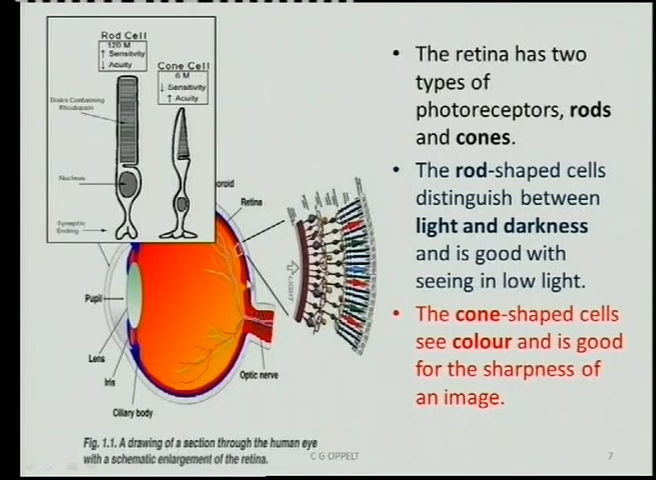 Rod Cell
120 M
↑ Sensitivity
↓ Acuity
Cone Cell
6 M
↓ Sensitivity
↑ Acuity
Disks Containing
Rhodopsin
Nucleus
Synaptic
Ending
oroid
Retina
Pupil
Lens
Iris
Optic nerve
Ciliary body
Fig. 1.1. A drawing of a section through the human eye
with a schematic enlargement of the retina.
• The retina has two
types of
photoreceptors, rods
and cones.
• The rod-shaped cells
distinguish between
light and darkness
and is good with
seeing in low light.
• The cone-shaped cells
see colour and is good
for the sharpness of
an image.
C G OPPELT
7